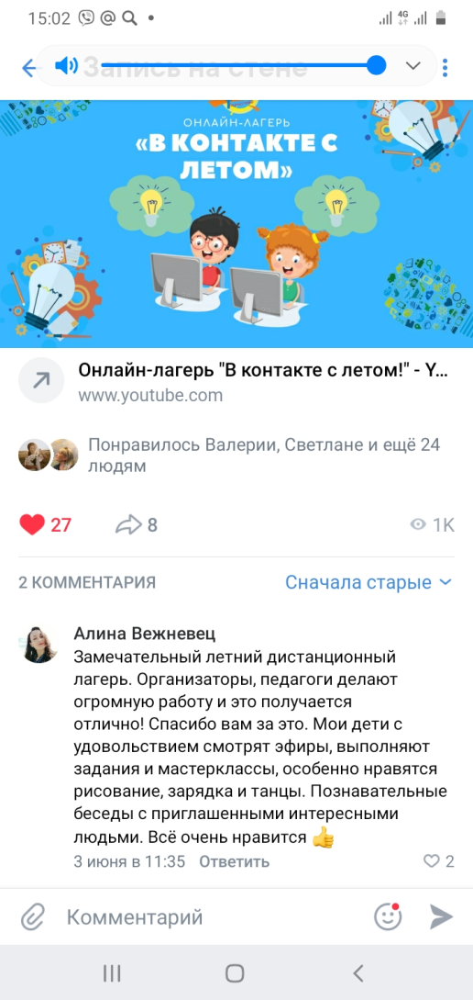 15:02
4G
Запись на стене
ОНЛАЙН-ЛАГЕРЬ
«В КОНТАКТЕ С
ЛЕТОМ»
Онлайн-лагерь "В контакте с летом!" - Y...
www.youtube.com
Понравилось Валерии, Светлане и ещё 24
людям
27
8
1K
2 КОММЕНТАРИЯ
Сначала старые
Алина Вежневец
Замечательный летний дистанционный
лагерь. Организаторы, педагоги делают
огромную работу и это получается
отлично! Спасибо вам за это. Мои дети с
удовольствием смотрят эфиры, выполняют
задания и мастерклассы, особенно нравятся
рисование, зарядка и танцы. Познавательные
беседы с приглашенными интересными
людьми. Всё очень нравится 👍
3 июня в 11:35 Ответить
2
Комментарий